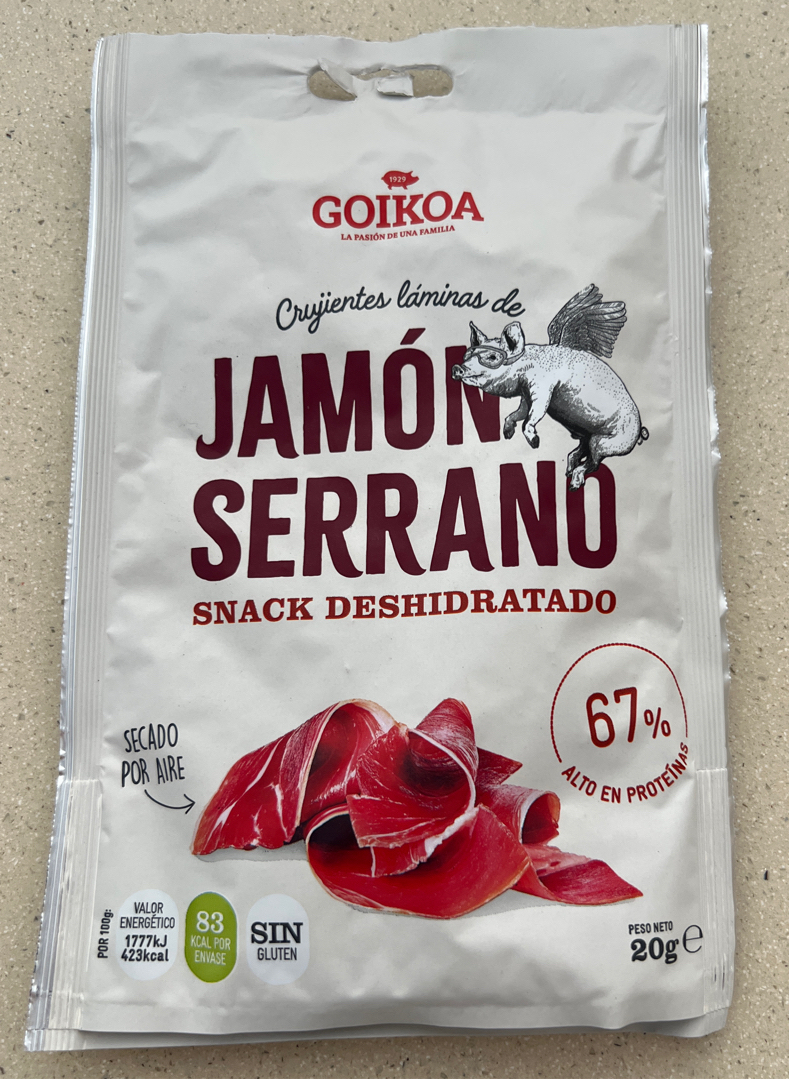 1929
GOIKOA
LA PASIÓN DE UNA FAMILIA
Crujientes láminas de
JAMÓN
SERRANO
SNACK DESHIDRATADO
67%
ALTO EN PROTEÍNAS
SECADO
POR AIRE
POR 100g:
VALOR
ENERGÉTICO
1777kJ
423kcal
83
KCAL POR
ENVASE
SIN
GLUTEN
PESO NETO
20g e